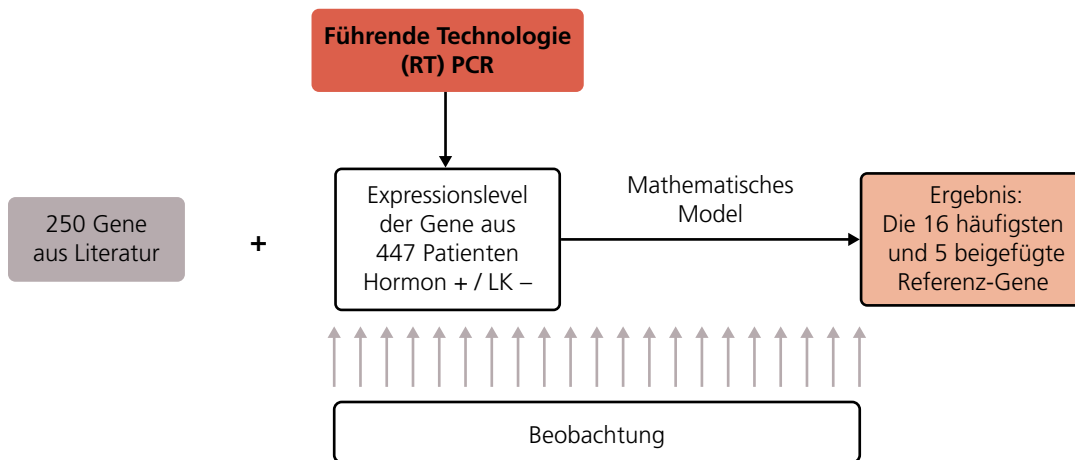 Führende Technologie
(RT) PCR
250 Gene
aus Literatur
+
Expressionslevel
der Gene aus
447 Patienten
Hormon + / LK –
Mathematisches
Model
Ergebnis:
Die 16 häufigsten
und 5 beigefügte
Referenz-Gene
Beobachtung